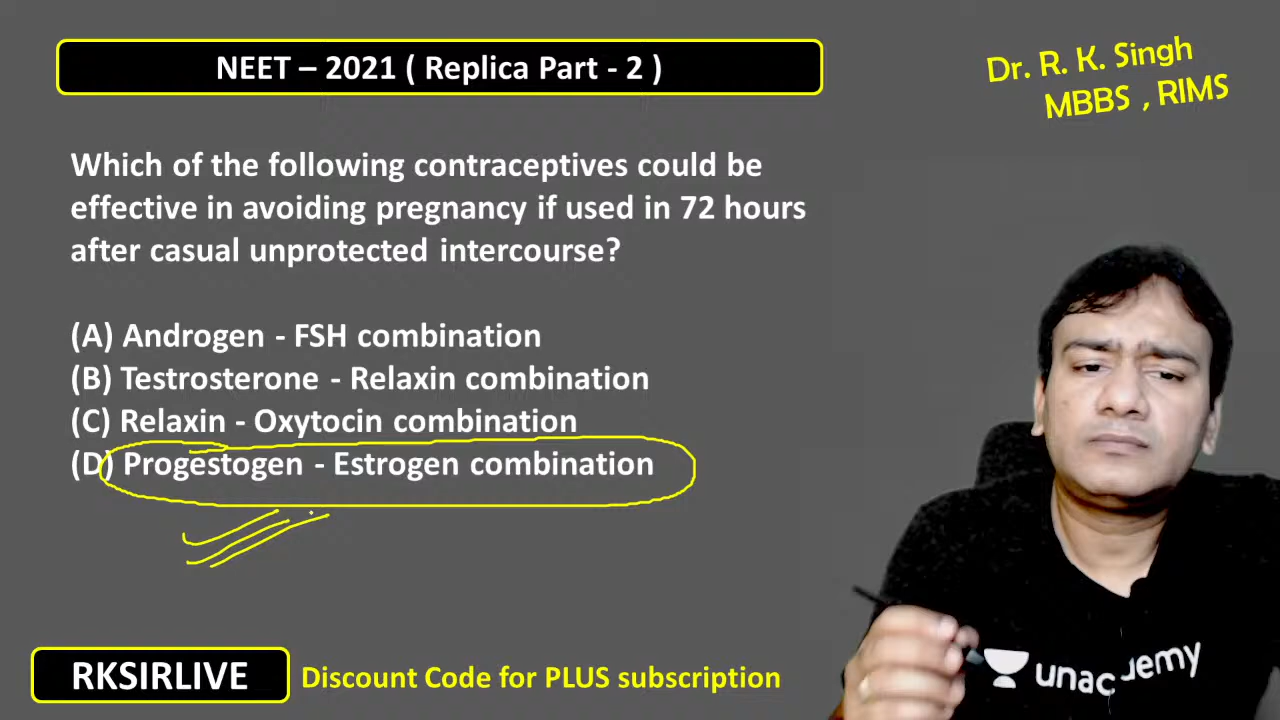 NEET – 2021 ( Replica Part - 2 )
Dr. R. K. Singh
MBBS , RIMS
Which of the following contraceptives could be
effective in avoiding pregnancy if used in 72 hours
after casual unprotected intercourse?
(A) Androgen - FSH combination
(B) Testrosterone - Relaxin combination
(C) Relaxin - Oxytocin combination
(D) Progestogen - Estrogen combination
RKSIRLIVE
Discount Code for PLUS subscription
unacademy